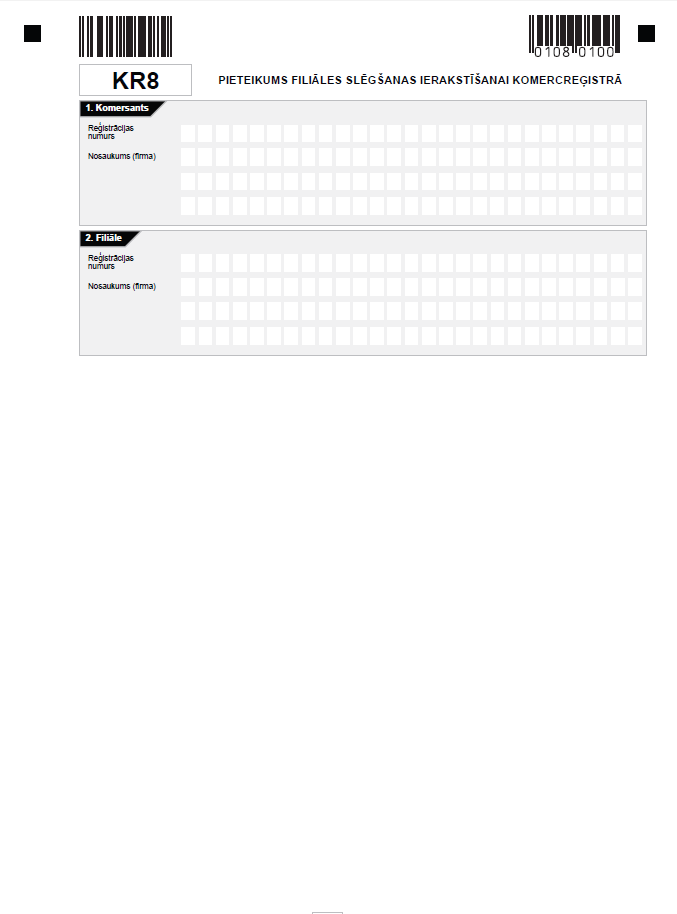 0108 0100
KR8
PIETEIKUMS FILIĀLES SLĒGŠANAS IERAKSTĪŠANAI KOMERCREĢISTRĀ
1. Komersants
Reģistrācijas
numurs
Nosaukums (firma)
2. Filiāle
Reģistrācijas
numurs
Nosaukums (firma)